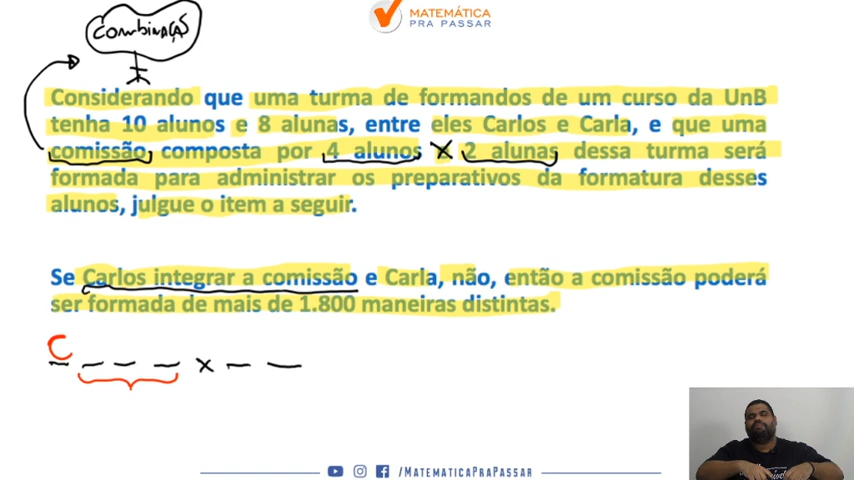 Combinação
MATEMÁTICA
PRA PASSAR
Considerando que uma turma de formandos de um curso da UnB
tenha 10 alunos e 8 alunas, entre eles Carlos e Carla, e que uma
comissão composta por 4 alunos X 2 alunas dessa turma será
formada para administrar os preparativos da formatura desses
alunos, julgue o item a seguir.
Se Carlos integrar a comissão e Carla, não, então a comissão poderá
ser formada de mais de 1.800 maneiras distintas.
C _ _ _ x _ _
/MATEMATICAPRAPASSAR